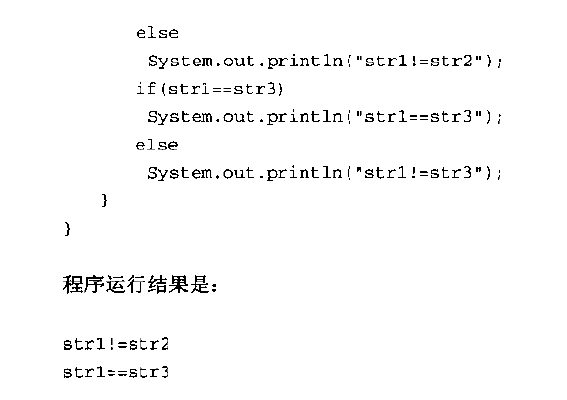 else
System.out.println("str1!=str2");
if(str1==str3)
System.out.println("str1==str3");
else
System.out.println("str1!=str3");
}
}
程序运行结果是：
str1!=str2
str1==str3